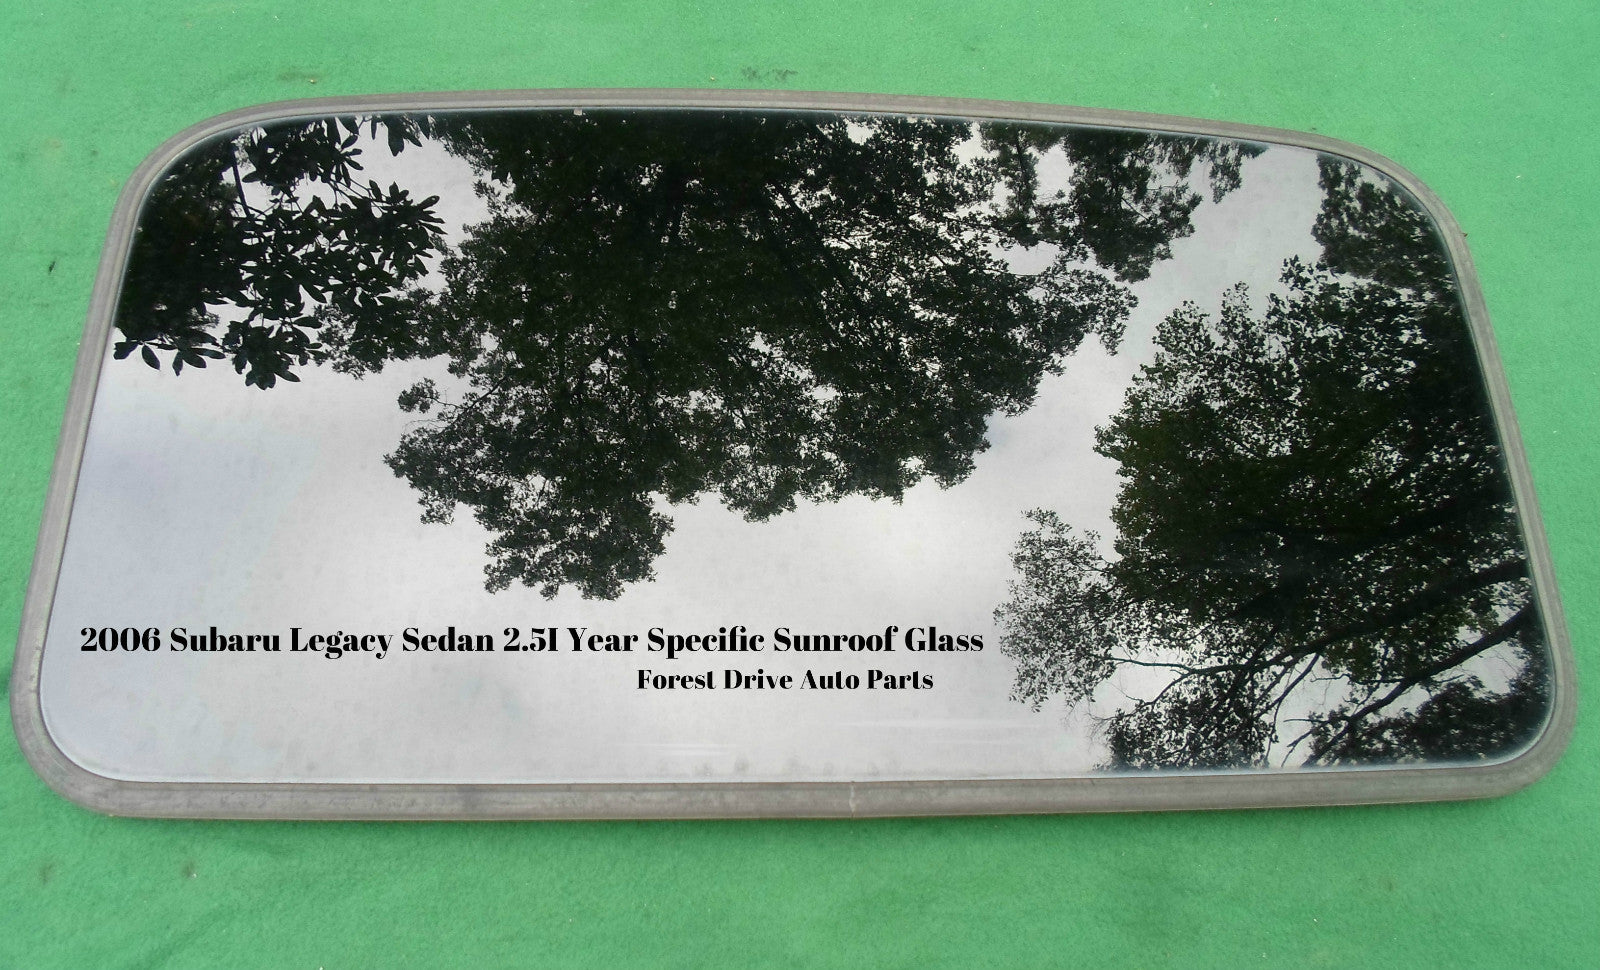 2006 Subaru Legacy Sedan 2.5I Year Specific Sunroof Glass
Forest Drive Auto Parts